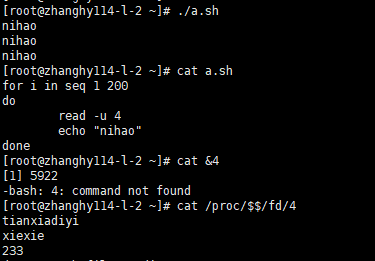 [root@zhanghy114-l-2 ~]# ./a.sh
nihao
nihao
nihao
[root@zhanghy114-l-2 ~]# cat a.sh
for i in seq 1 200
do
        read -u 4
        echo "nihao"
done
[root@zhanghy114-l-2 ~]# cat &4
[1] 5922
-bash: 4: command not found
[root@zhanghy114-l-2 ~]# cat /proc/$$/fd/4
tianxiadiyi
xiexie
233